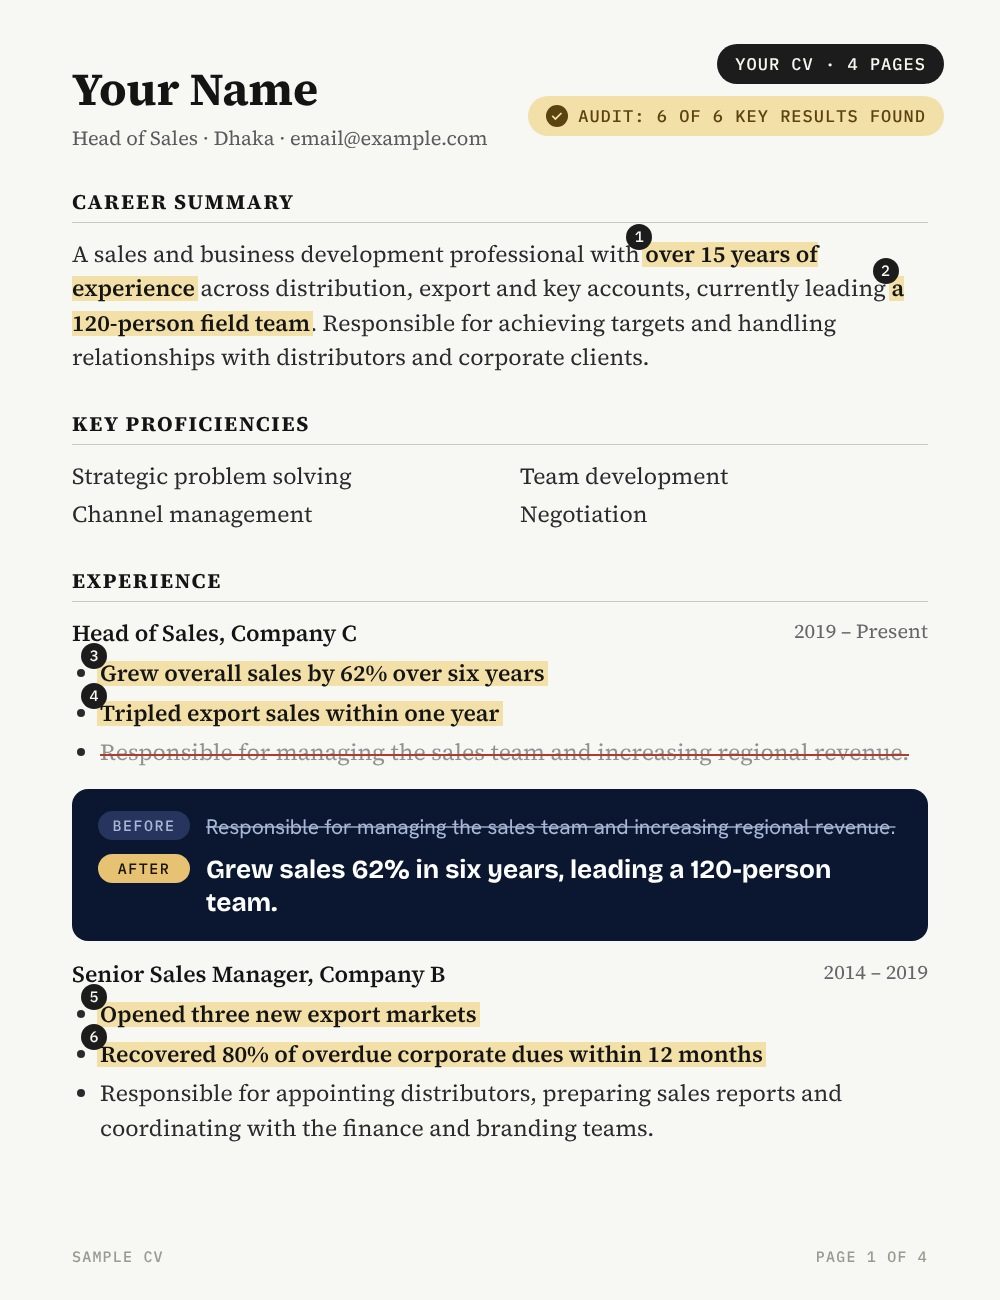 Your Name
Head of Sales · Dhaka · email@example.com
YOUR CV · 4 PAGES
AUDIT: 6 OF 6 KEY RESULTS FOUND
CAREER SUMMARY
1
A sales and business development professional with over 15 years of
2
experience across distribution, export and key accounts, currently leading a
120-person field team. Responsible for achieving targets and handling
relationships with distributors and corporate clients.
KEY PROFICIENCIES
Strategic problem solving
Team development
Channel management
Negotiation
EXPERIENCE
Head of Sales, Company C
2019 – Present
3
• Grew overall sales by 62% over six years
4
• Tripled export sales within one year
• Responsible for managing the sales team and increasing regional revenue.
BEFORE
Responsible for managing the sales team and increasing regional revenue.
AFTER
Grew sales 62% in six years, leading a 120-person
team.
Senior Sales Manager, Company B
2014 – 2019
5
• Opened three new export markets
6
• Recovered 80% of overdue corporate dues within 12 months
• Responsible for appointing distributors, preparing sales reports and
coordinating with the finance and branding teams.
SAMPLE CV
PAGE 1 OF 4